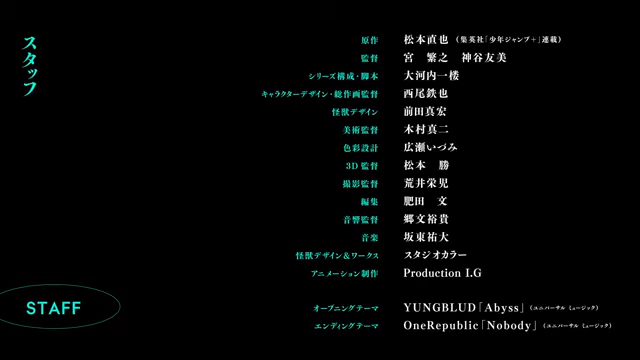 スタッフ
原作 松本直也 (集英社「少年ジャンプ+」連載)
監督 宮 繁之 神谷友美
シリーズ構成・脚本 大河内一楼
キャラクターデザイン・総作画監督 西尾鉄也
怪獣デザイン 前田真宏
美術監督 木村真二
色彩設計 広瀬いづみ
3D監督 松本 勝
撮影監督 荒井栄児
編集 肥田 文
音響監督 郷文裕貴
音楽 坂東祐大
怪獣デザイン&ワークス スタジオカラー
アニメーション制作 Production I.G
STAFF
オープニングテーマ YUNGBLUD「Abyss」(ユニバーサル ミュージック)
エンディングテーマ OneRepublic「Nobody」(ユニバーサル ミュージック)